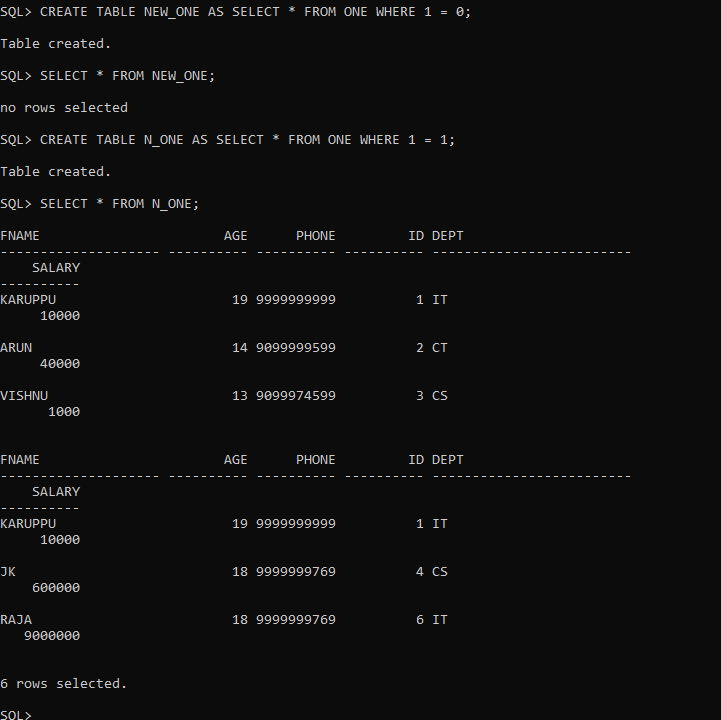 SQL> CREATE TABLE NEW_ONE AS SELECT * FROM ONE WHERE 1 = 0;
Table created.
SQL> SELECT * FROM NEW_ONE;
no rows selected
SQL> CREATE TABLE N_ONE AS SELECT * FROM ONE WHERE 1 = 1;
Table created.
SQL> SELECT * FROM N_ONE;
FNAME                       AGE      PHONE         ID DEPT
-------------------- ---------- ---------- ---------- -------------------------
    SALARY
----------
KARUPPU                      19 9999999999          1 IT
     10000
ARUN                         14 9099999599          2 CT
     40000
VISHNU                       13 9099974599          3 CS
      1000
FNAME                       AGE      PHONE         ID DEPT
-------------------- ---------- ---------- ---------- -------------------------
    SALARY
----------
KARUPPU                      19 9999999999          1 IT
     10000
JK                           18 9999999769          4 CS
    600000
RAJA                         18 9999999769          6 IT
   9000000
6 rows selected.
SQL>